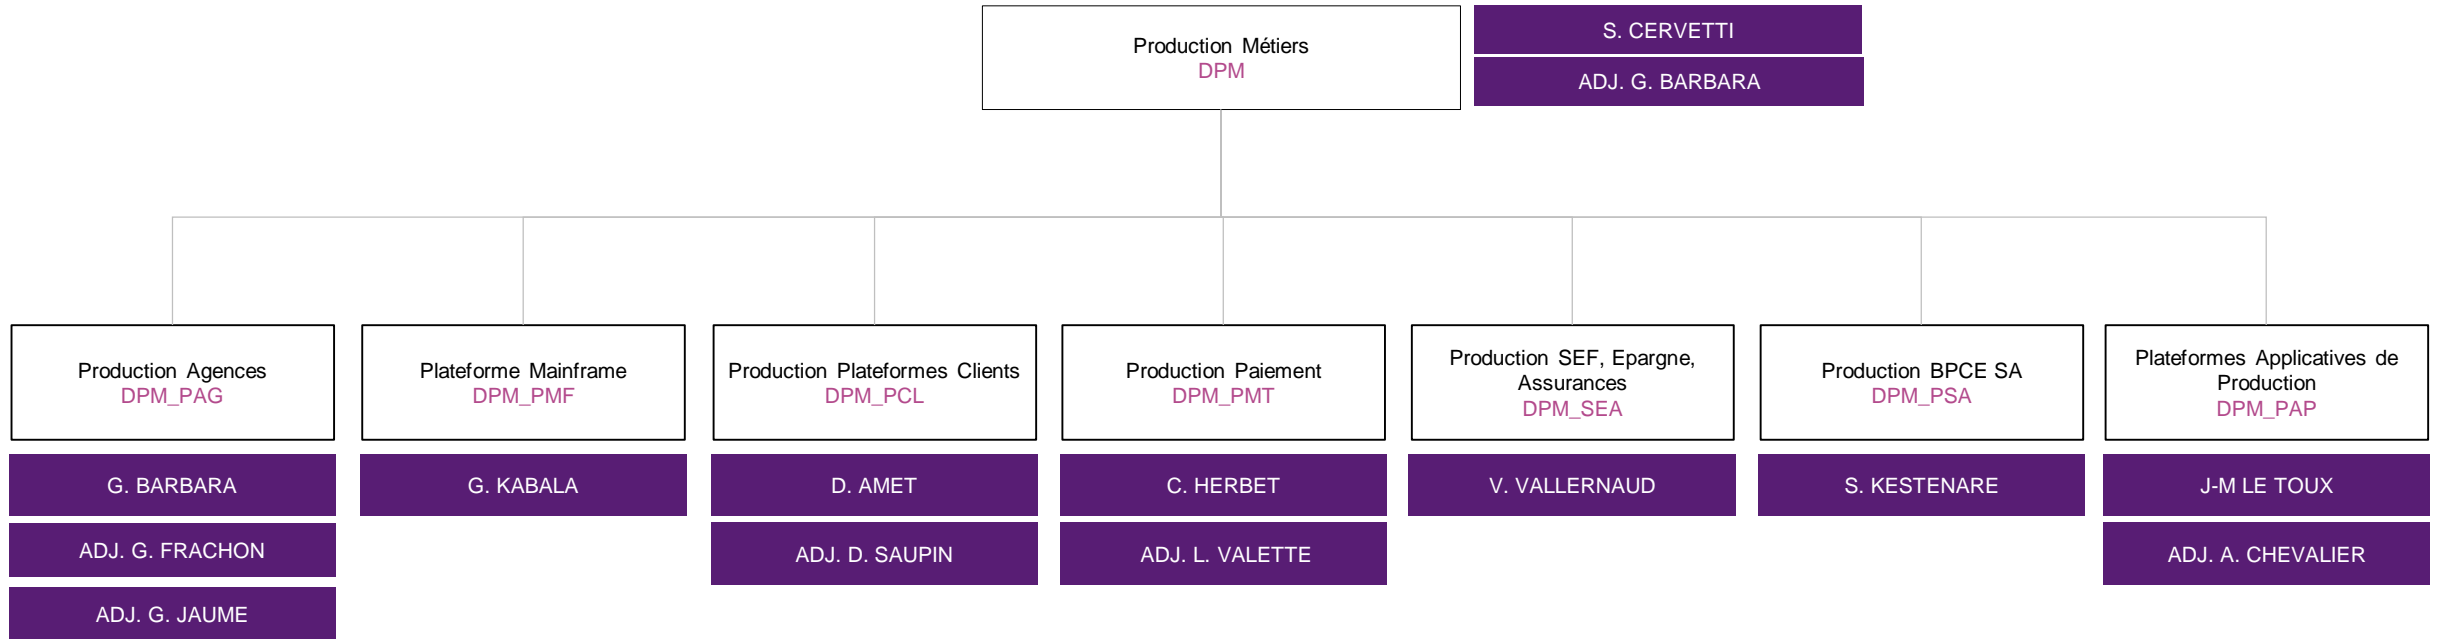 Production Métiers
DPM
S. CERVETTI
ADJ. G. BARBARA
Production Agences
DPM_PAG
G. BARBARA
ADJ. G. FRACHON
ADJ. G. JAUME
Plateforme Mainframe
DPM_PMF
G. KABALA
Production Plateformes Clients
DPM_PCL
D. AMET
ADJ. D. SAUPIN
Production Paiement
DPM_PMT
C. HERBET
ADJ. L. VALETTE
Production SEF, Epargne,
Assurances
DPM_SEA
V. VALLERNAUD
Production BPCE SA
DPM_PSA
S. KESTENARE
Plateformes Applicatives de
Production
DPM_PAP
J-M LE TOUX
ADJ. A. CHEVALIER